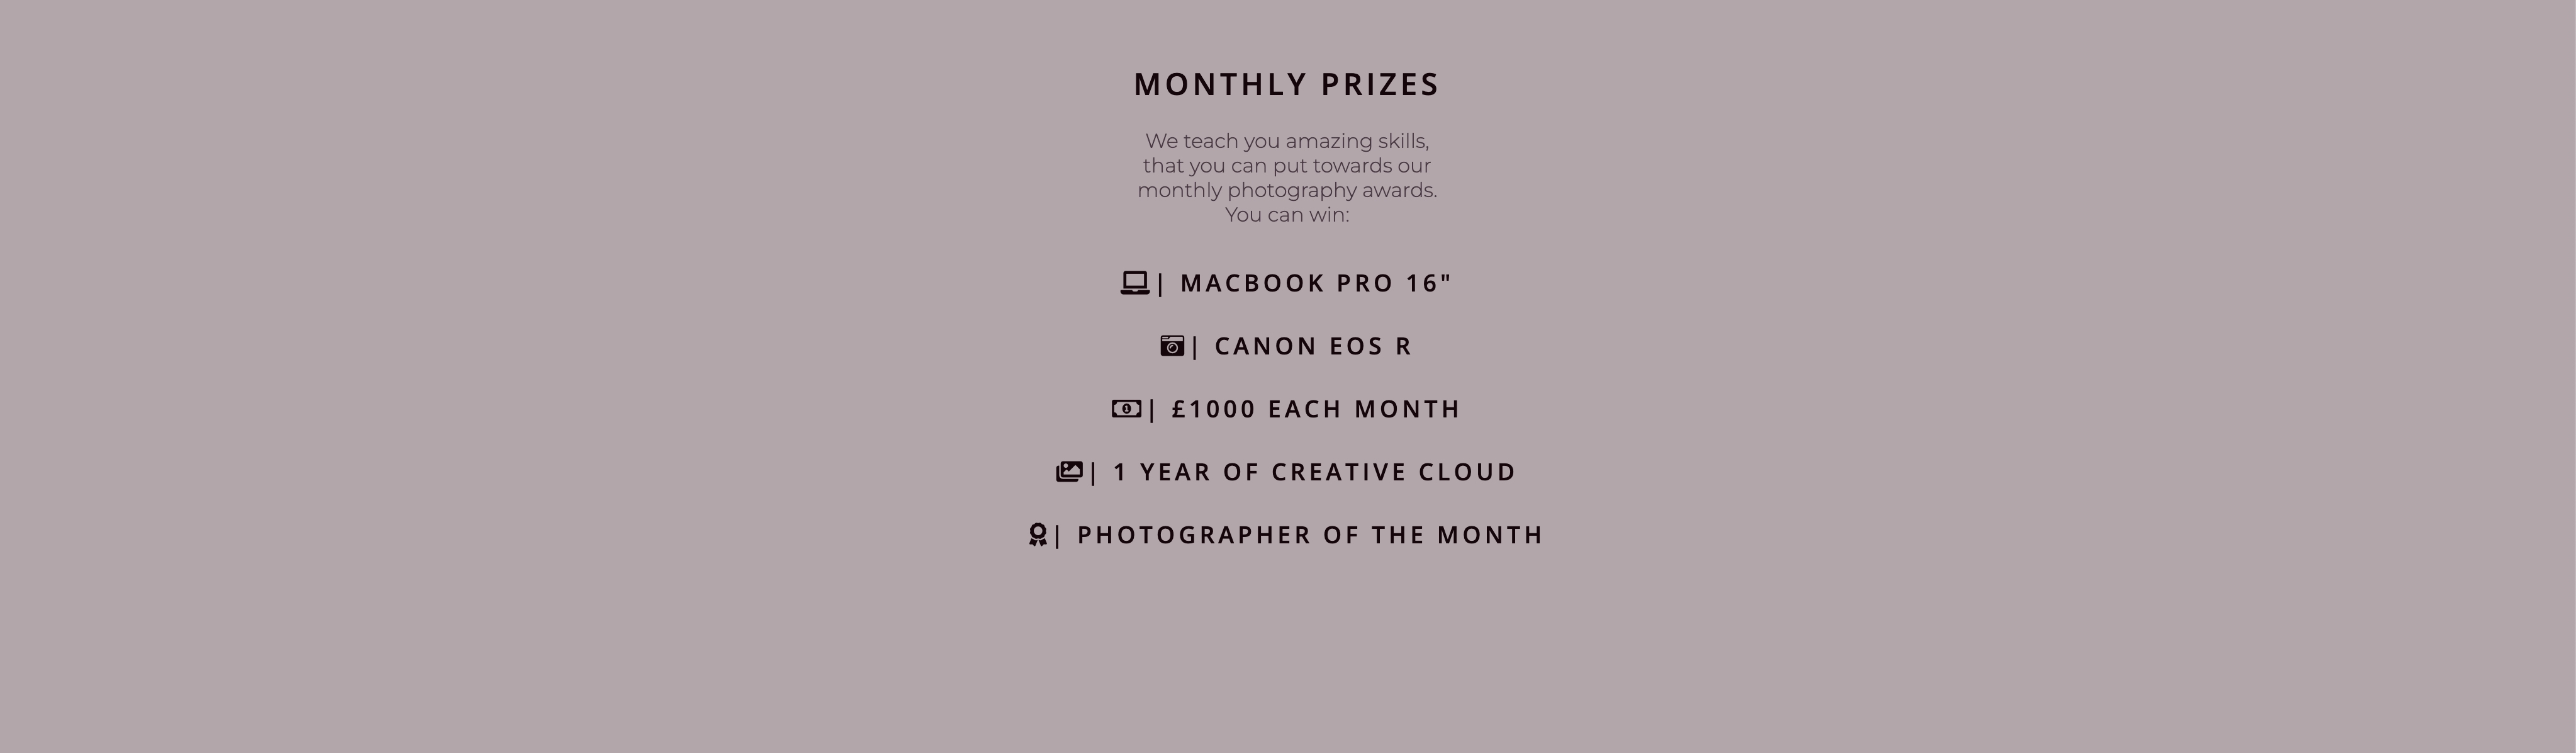 MONTHLY PRIZES
We teach you amazing skills,
that you can put towards our
monthly photography awards.
You can win:
| MACBOOK PRO 16"
| CANON EOS R
| £1000 EACH MONTH
| 1 YEAR OF CREATIVE CLOUD
| PHOTOGRAPHER OF THE MONTH